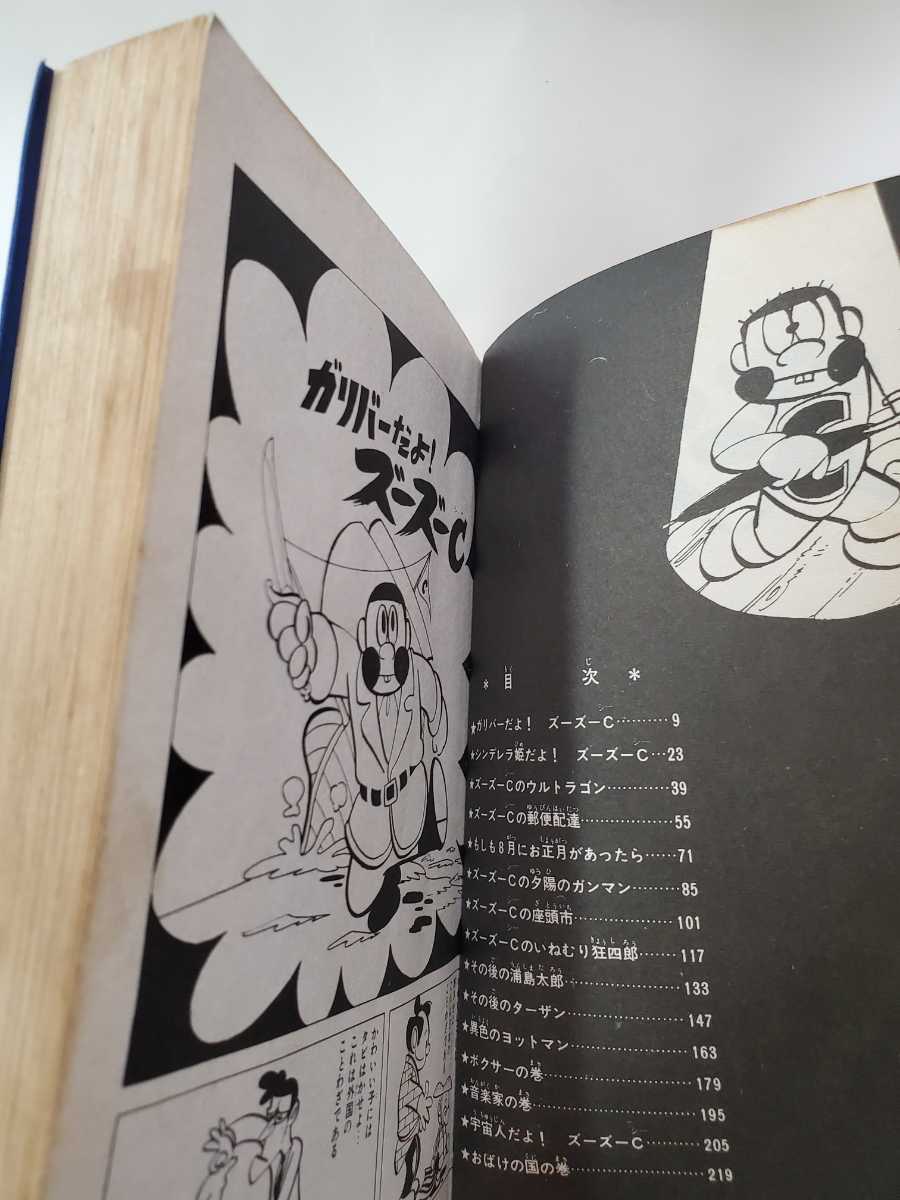 ガリバーだよ!
ズーズーC
*目 次*
★ガリバーだよ! ズーズーC………9
★シンデレラ姫だよ! ズーズーC…23
★ズーズーCのウルトラゴン………39
★ズーズーCの郵便配達………55
★もしも8月にお正月があったら……71
★ズーズーCの夕陽のガンマン………85
★ズーズーCの座頭市………101
★ズーズーCのいねむり狂四郎………117
★その後の浦島太郎………133
★その後のターザン………147
★異色のヨットマン………163
★ボクサーの巻………179
★音楽家の巻………195
★宇宙人だよ! ズーズーC………205
★おばけの国の巻………219